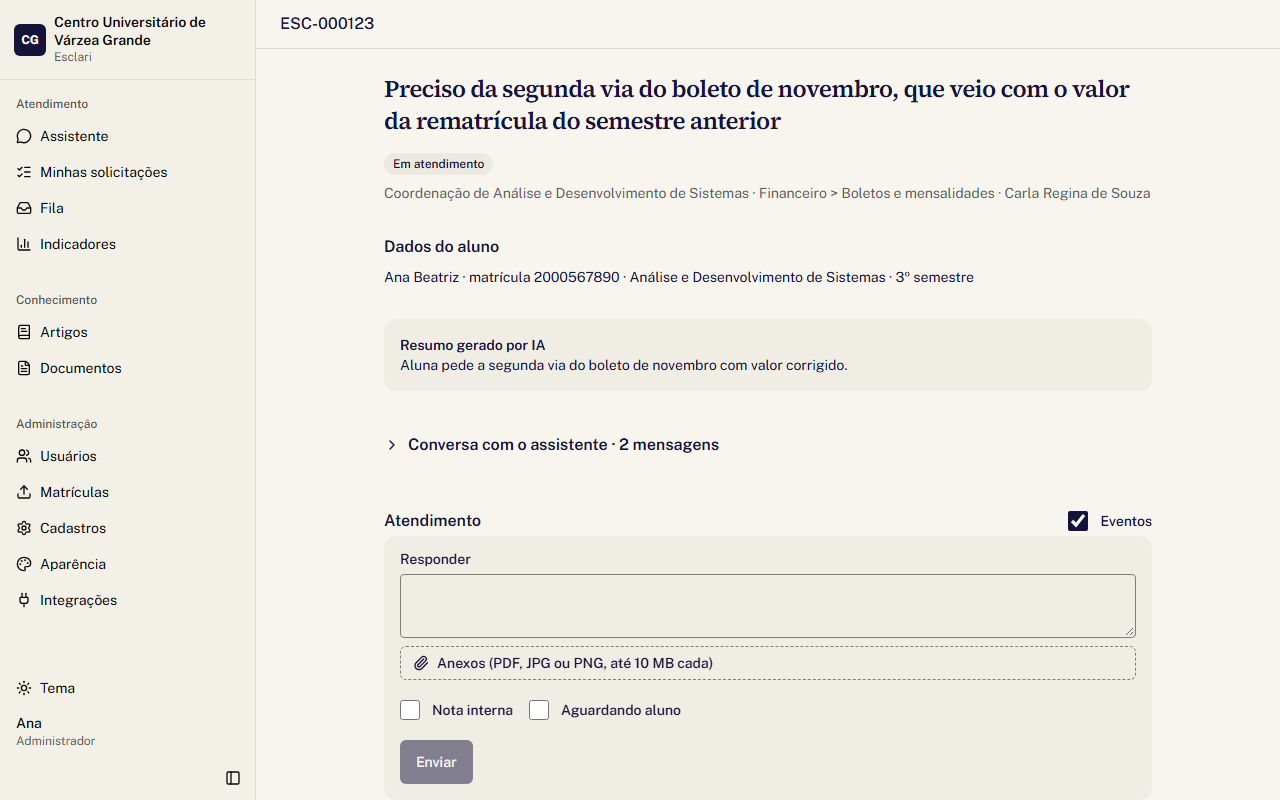 CG
Centro Universitário de
Várzea Grande
Esclari
Atendimento
Assistente
Minhas solicitações
Fila
Indicadores
Conhecimento
Artigos
Documentos
Administração
Usuários
Matrículas
Cadastros
Aparência
Integrações
Tema
Ana
Administrador
ESC-000123
Preciso da segunda via do boleto de novembro, que veio com o valor
da rematrícula do semestre anterior
Em atendimento
Coordenação de Análise e Desenvolvimento de Sistemas · Financeiro > Boletos e mensalidades · Carla Regina de Souza
Dados do aluno
Ana Beatriz · matrícula 2000567890 · Análise e Desenvolvimento de Sistemas · 3º semestre
Resumo gerado por IA
Aluna pede a segunda via do boleto de novembro com valor corrigido.
Conversa com o assistente · 2 mensagens
Atendimento
Eventos
Responder
Anexos (PDF, JPG ou PNG, até 10 MB cada)
Nota interna
Aguardando aluno
Enviar